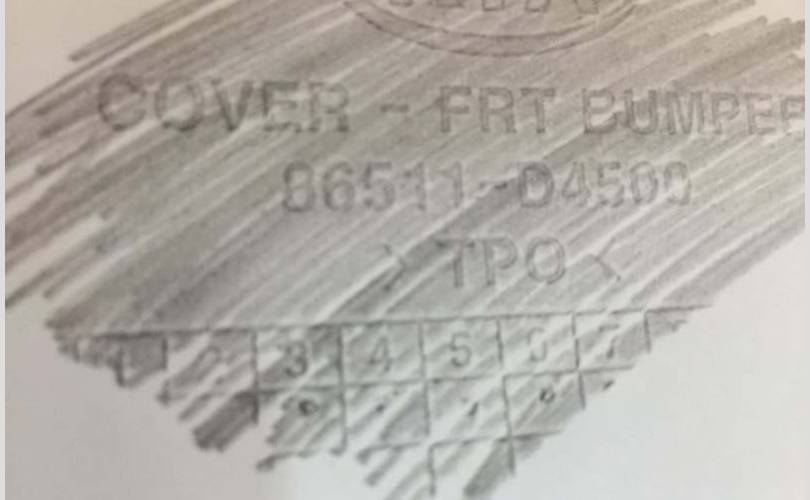 COVER - FRT BUMPER
86511-D4500
>TPO<
3 4 5 6 7